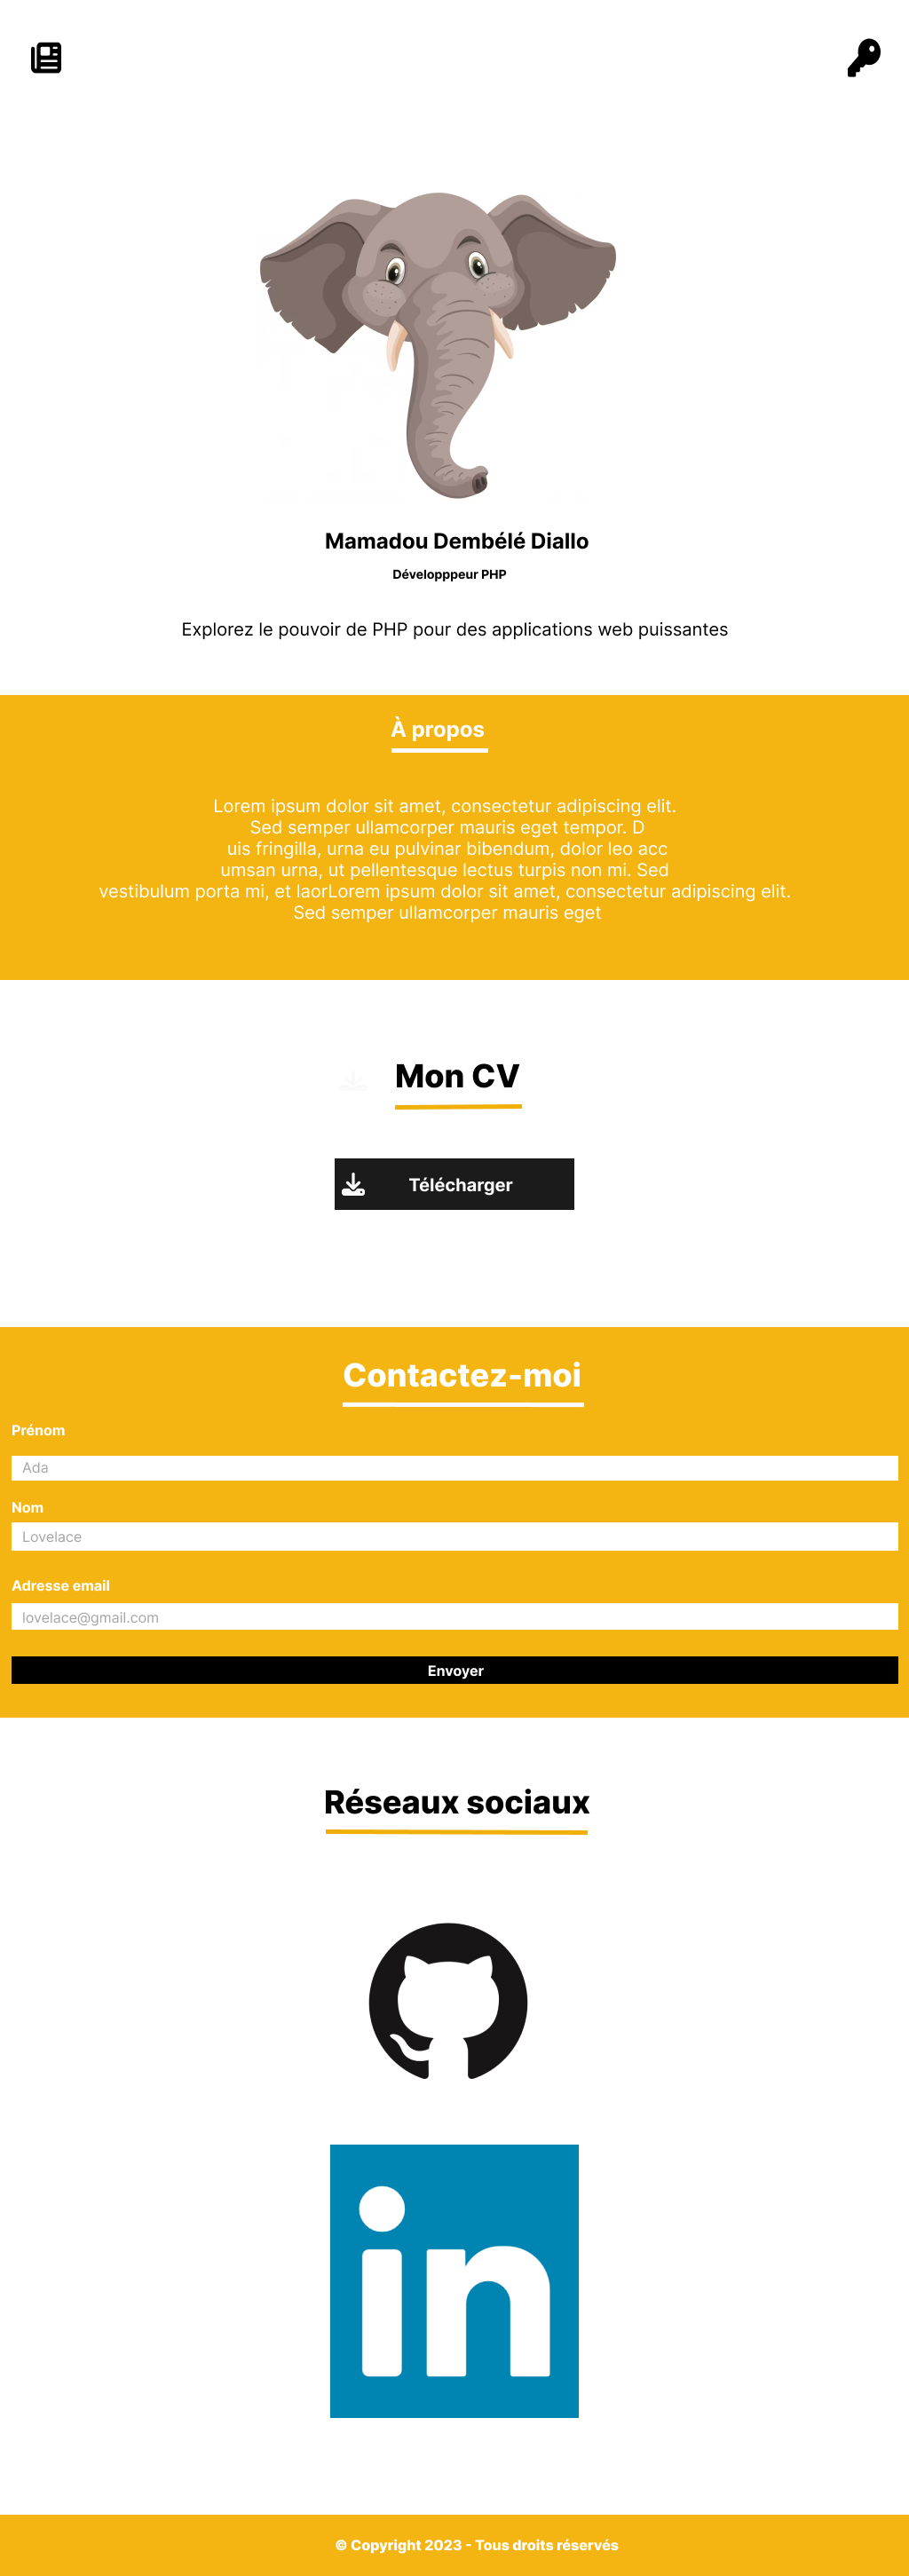 Mamadou Dembélé Diallo
Développpeur PHP
Explorez le pouvoir de PHP pour des applications web puissantes
À propos
Lorem ipsum dolor sit amet, consectetur adipiscing elit.
Sed semper ullamcorper mauris eget tempor. D
uis fringilla, urna eu pulvinar bibendum, dolor leo acc
umsan urna, ut pellentesque lectus turpis non mi. Sed
vestibulum porta mi, et laorLorem ipsum dolor sit amet, consectetur adipiscing elit.
Sed semper ullamcorper mauris eget
Mon CV
Télécharger
Contactez-moi
Prénom
Ada
Nom
Lovelace
Adresse email
lovelace@gmail.com
Envoyer
Réseaux sociaux
in
© Copyright 2023 - Tous droits réservés